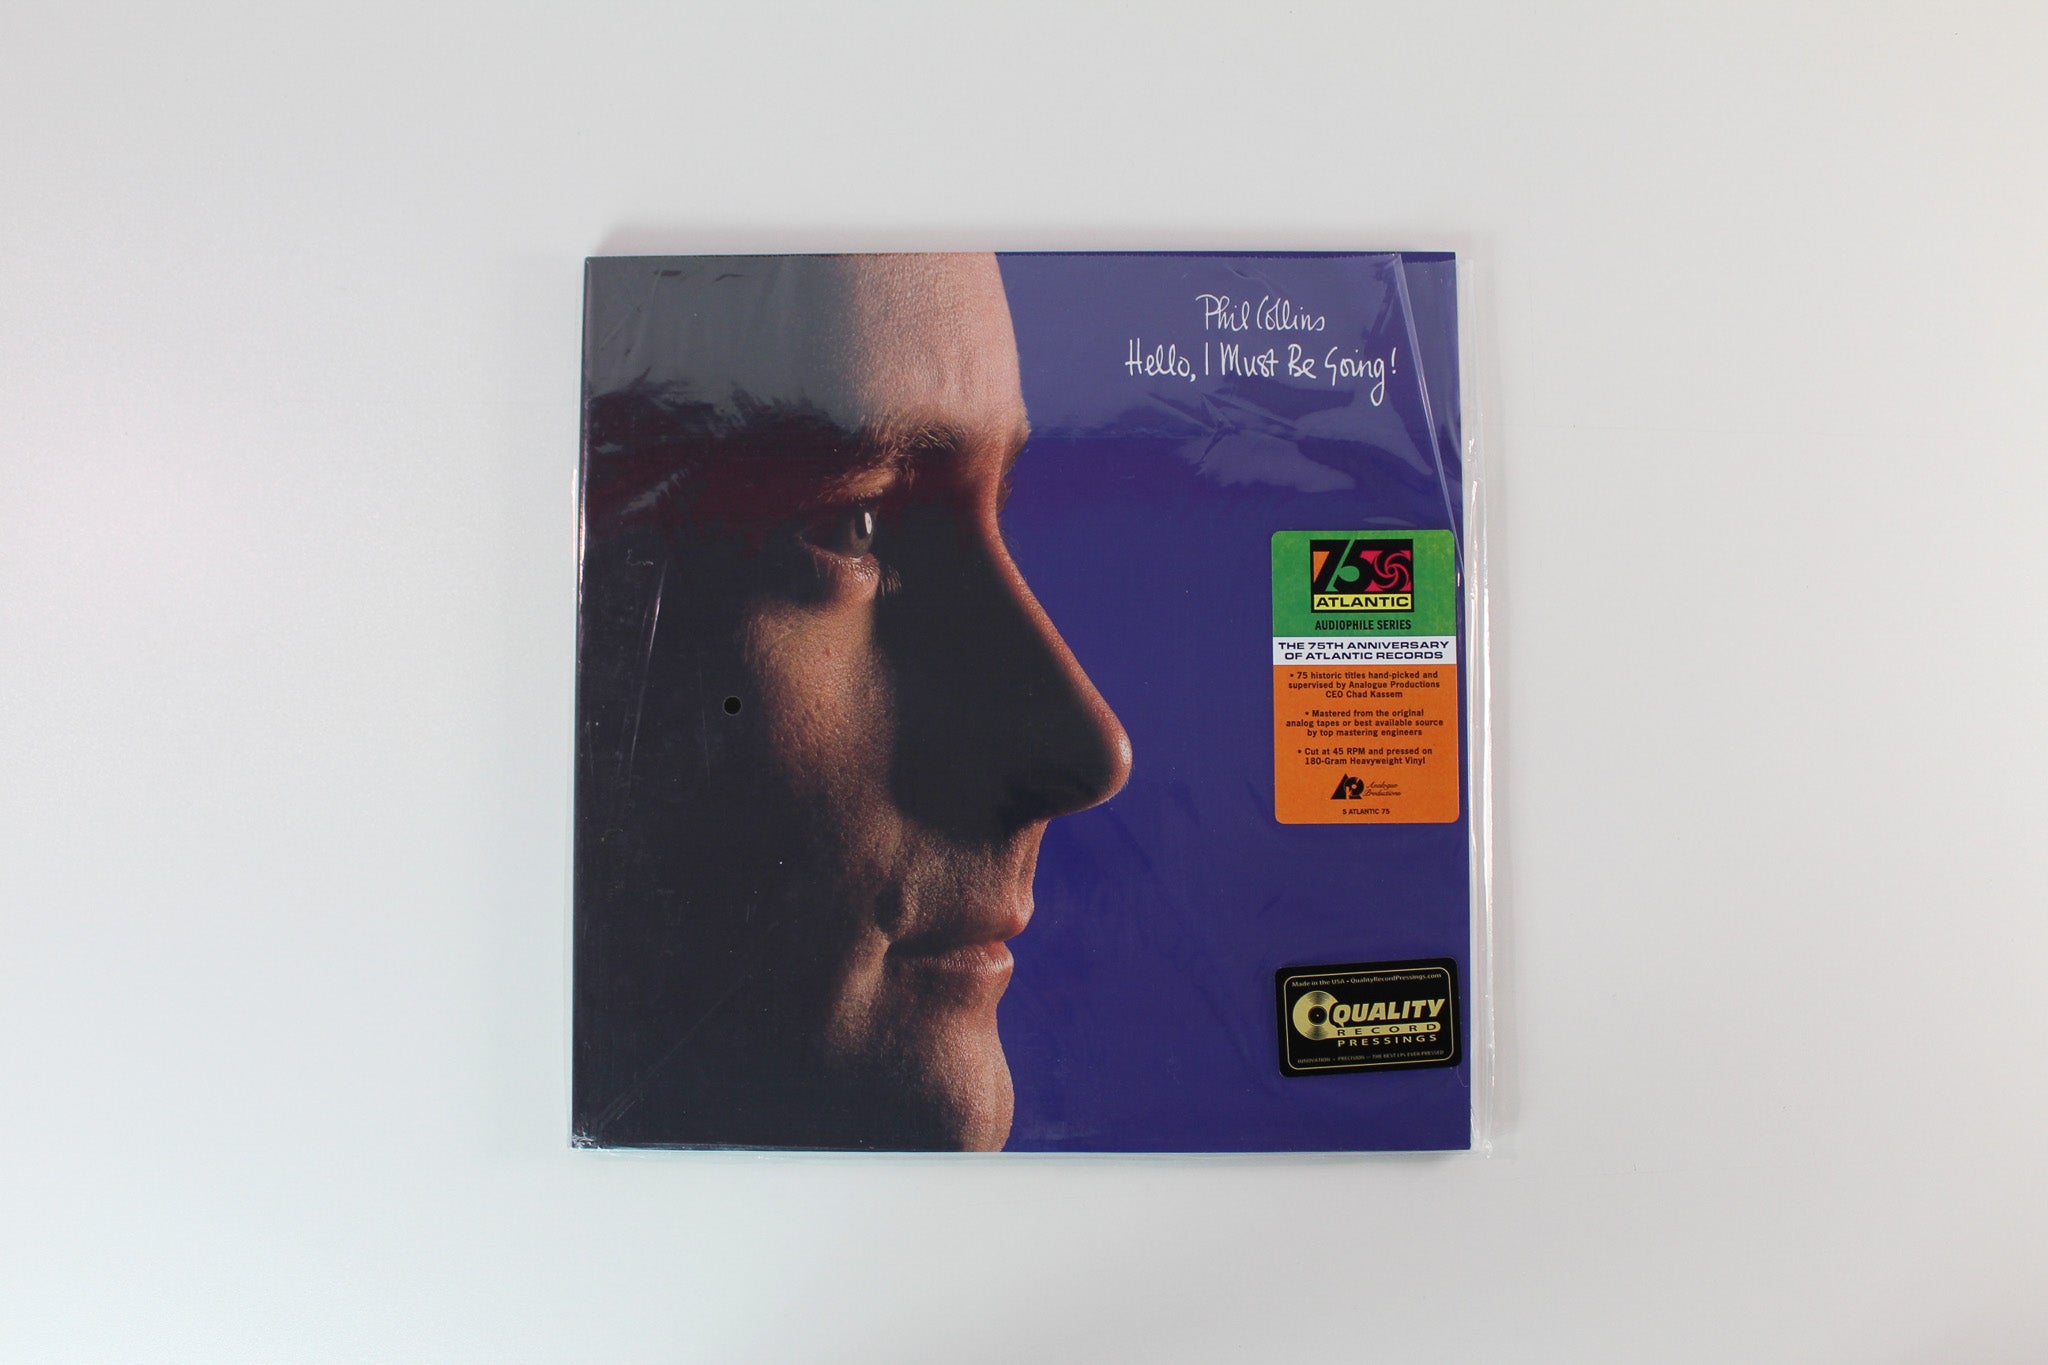 Phil Collins
Hello, I Must Be Going!
75
ATLANTIC
AUDIOPHILE SERIES
THE 75TH ANNIVERSARY
OF ATLANTIC RECORDS
• 75 historic titles hand-picked and
supervised by Analogue Productions
CEO Chad Kassem
• Mastered from the original
analog tapes or best available source
by top mastering engineers
• Cut at 45 RPM and pressed on
180-Gram Heavyweight Vinyl
Analogue
Productions
S ATLANTIC 75
Made in the USA • QualityRecordPressings.com
QUALITY
RECORD
PRESSINGS
INNOVATION • PRECISION — THE BEST LPs EVER PRESSED